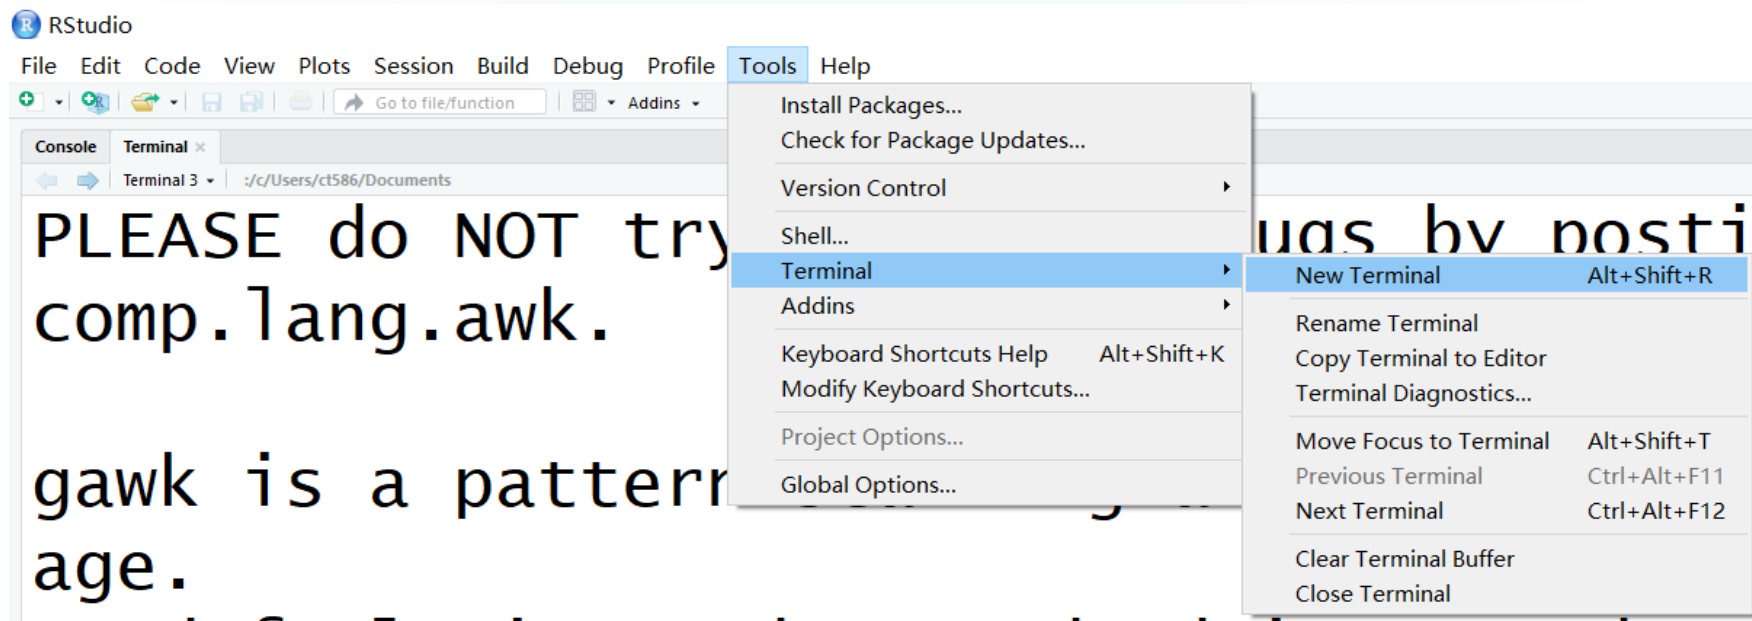 RStudio
File Edit Code View Plots Session Build Debug Profile Tools Help
Go to file/function Addins
Console Terminal
Terminal 3 :/c/Users/ct586/Documents
Install Packages...
Check for Package Updates...
Version Control
Shell...
Terminal
Addins
Keyboard Shortcuts Help Alt+Shift+K
Modify Keyboard Shortcuts...
Project Options...
Global Options...
New Terminal Alt+Shift+R
Rename Terminal
Copy Terminal to Editor
Terminal Diagnostics...
Move Focus to Terminal Alt+Shift+T
Previous Terminal Ctrl+Alt+F11
Next Terminal Ctrl+Alt+F12
Clear Terminal Buffer
Close Terminal
PLEASE do NOT try ugs by posti
comp.lang.awk.
gawk is a pattern
age.